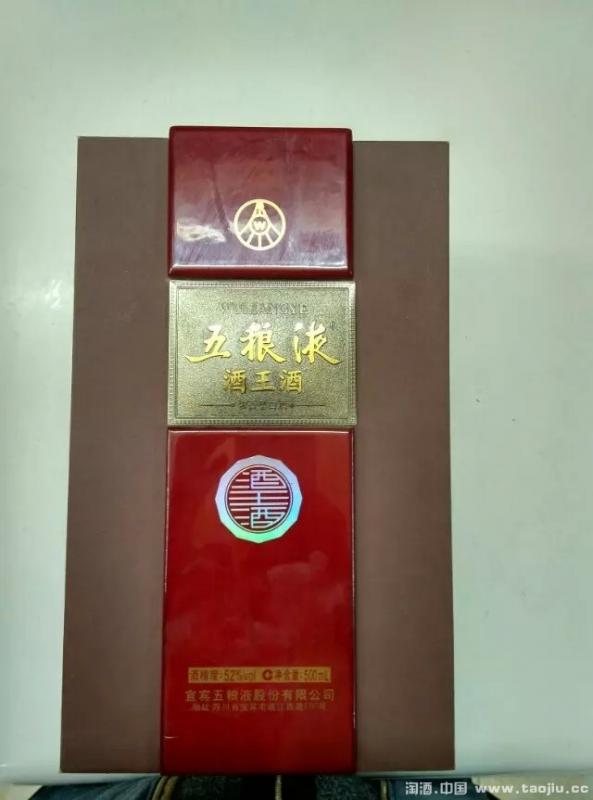 W
WULIANGYE
五粮液
酒王酒
酒王酒
酒精度:52%vol 净含量:500mL
宜宾五粮液股份有限公司
淘酒.中国 www.taojiu.cc